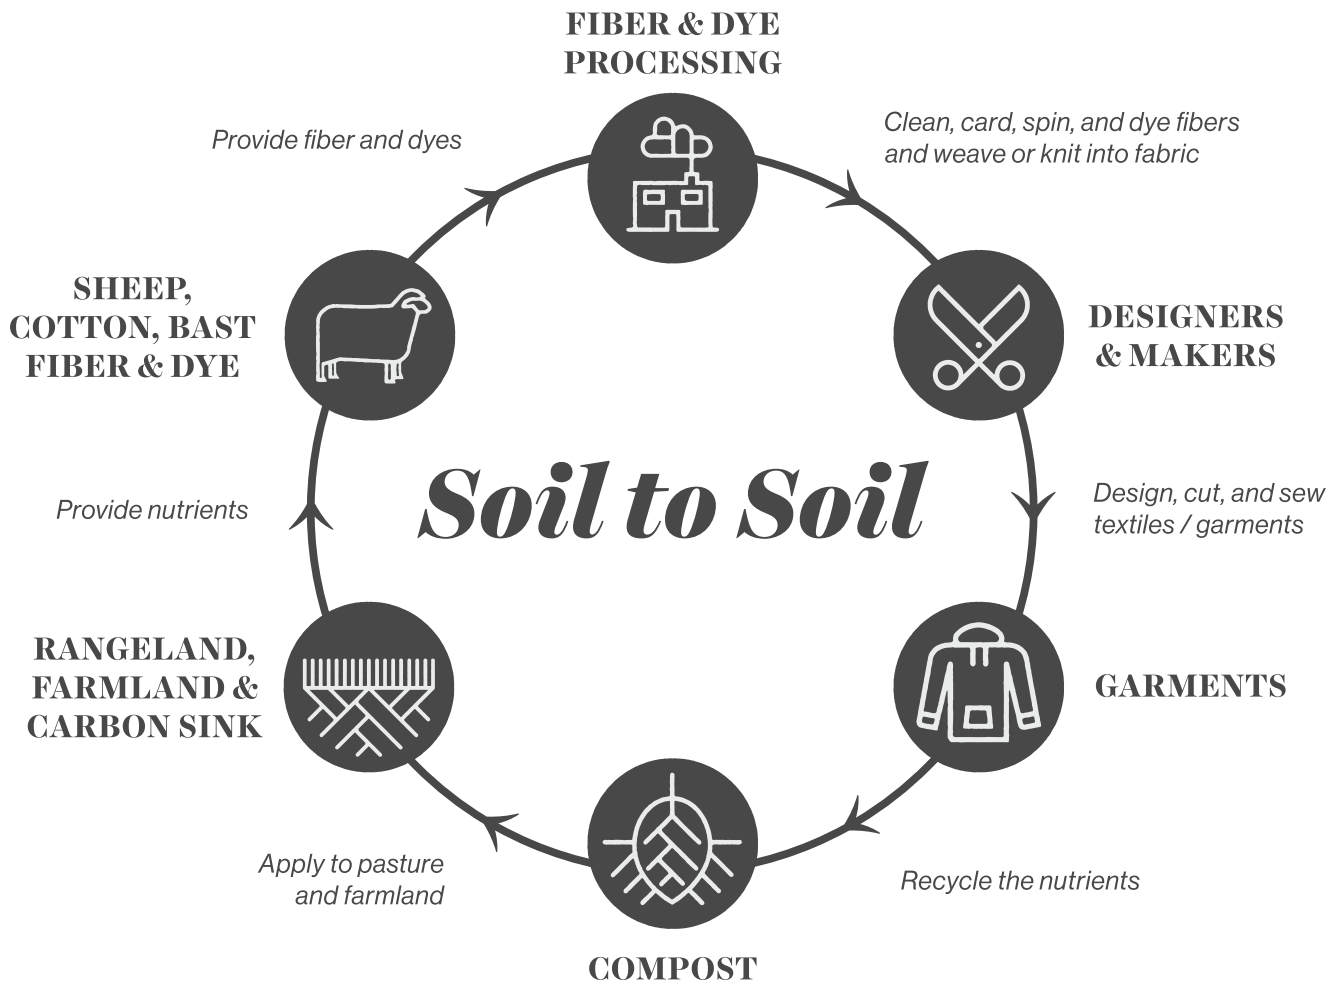 FIBER & DYE
PROCESSING
Provide fiber and dyes
Clean, card, spin, and dye fibers
and weave or knit into fabric
SHEEP,
COTTON, BAST
FIBER & DYE
DESIGNERS
& MAKERS
Soil to Soil
Provide nutrients
Design, cut, and sew
textiles / garments
RANGELAND,
FARMLAND &
CARBON SINK
GARMENTS
Apply to pasture
and farmland
Recycle the nutrients
COMPOST